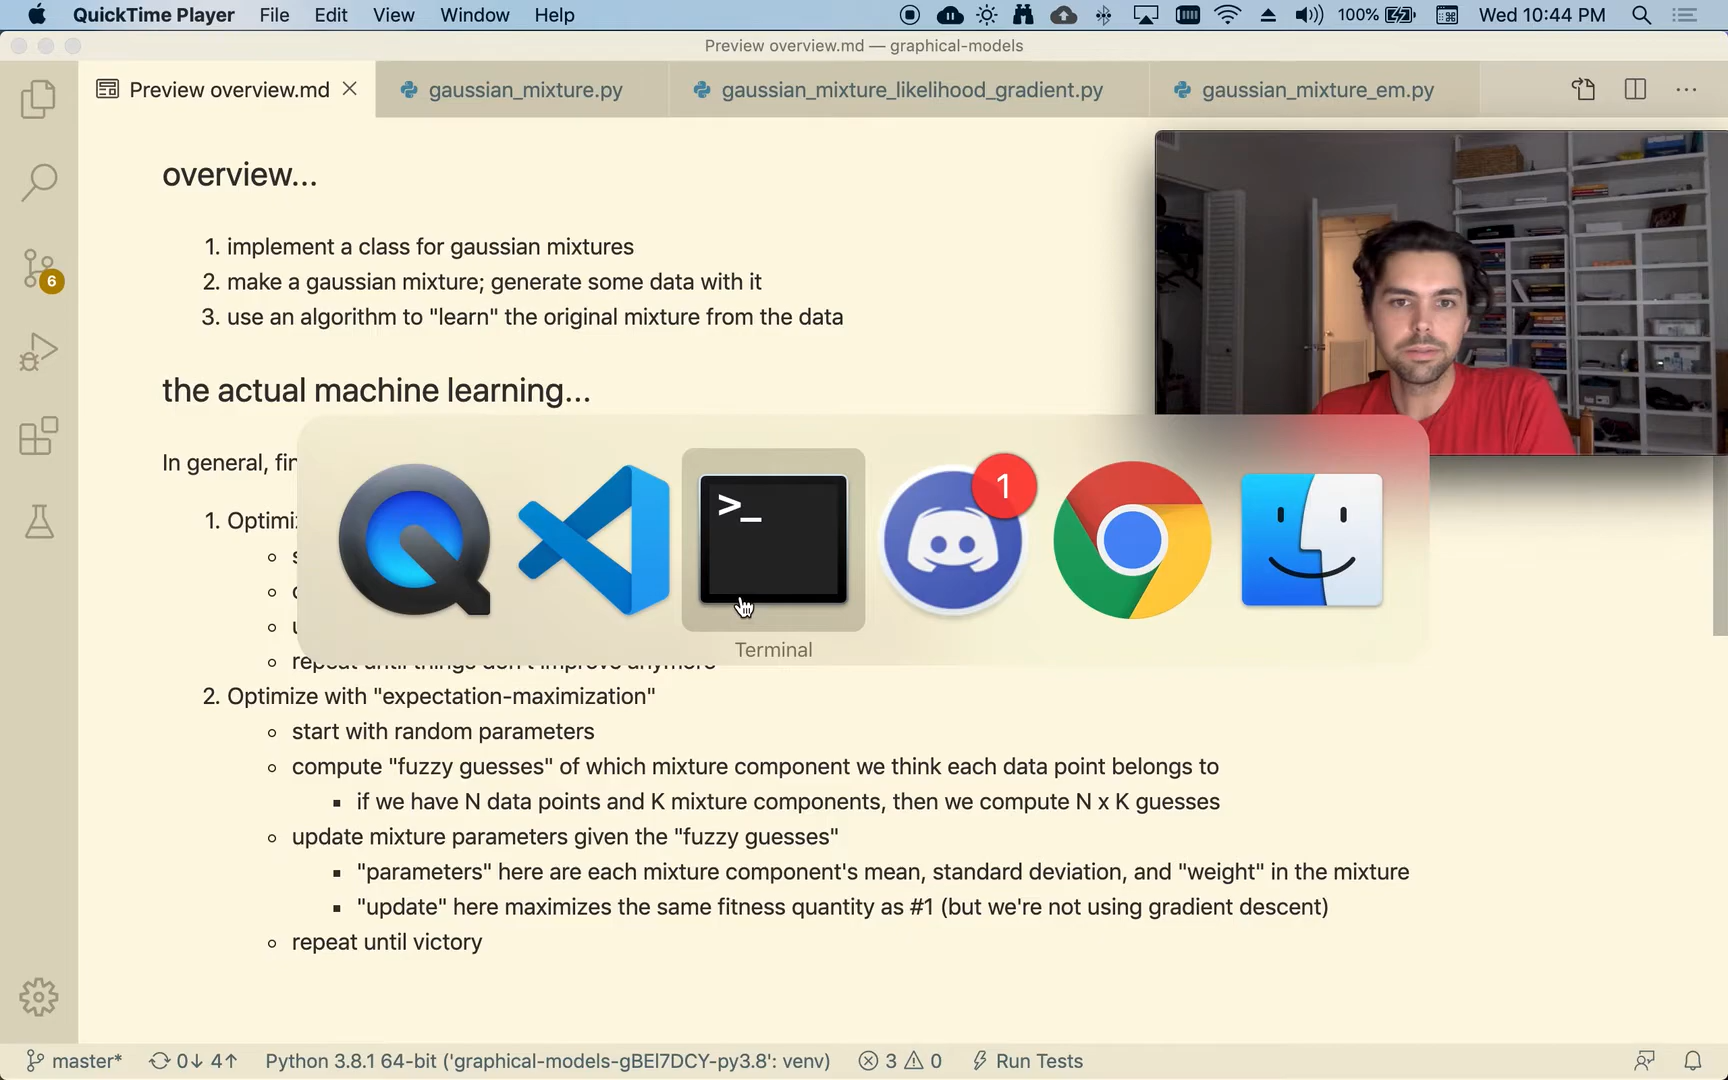 QuickTime Player File Edit View Window Help 100% Wed 10:44 PM
Preview overview.md — graphical-models
Preview overview.md gaussian_mixture.py gaussian_mixture_likelihood_gradient.py gaussian_mixture_em.py
overview...
1. implement a class for gaussian mixtures
2. make a gaussian mixture; generate some data with it
3. use an algorithm to "learn" the original mixture from the data
6
the actual machine learning...
In general,
1.
>_
1
Terminal
repeat until things don't improve anymore
2. Optimize with "expectation-maximization"
start with random parameters
compute "fuzzy guesses" of which mixture component we think each data point belongs to
if we have N data points and K mixture components, then we compute N x K guesses
update mixture parameters given the "fuzzy guesses"
"parameters" here are each mixture component's mean, standard deviation, and "weight" in the mixture
"update" here maximizes the same fitness quantity as #1 (but we're not using gradient descent)
repeat until victory
master* 0↓ 4↑ Python 3.8.1 64-bit ('graphical-models-gBEl7DCY-py3.8': venv) 3 0 Run Tests